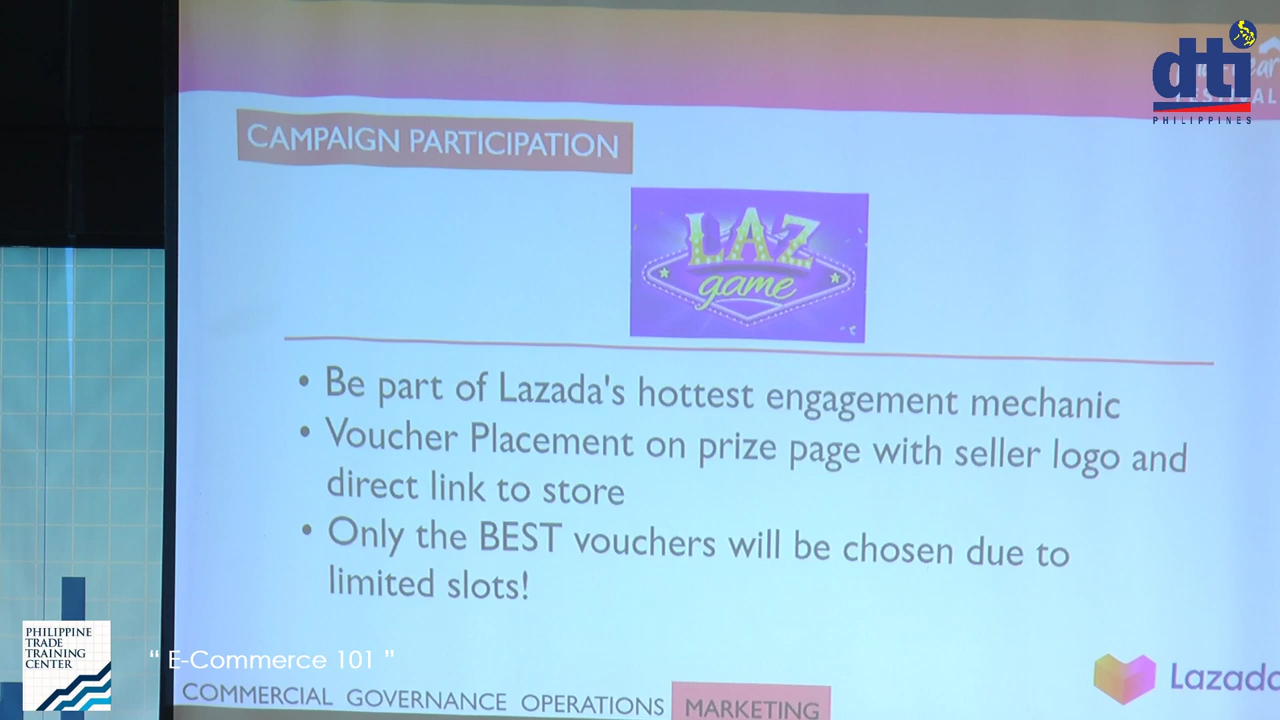 dti
PHILIPPINES
FESTIVAL
CAMPAIGN PARTICIPATION
LAZ
game
• Be part of Lazada's hottest engagement mechanic
• Voucher Placement on prize page with seller logo and
direct link to store
• Only the BEST vouchers will be chosen due to
limited slots!
PHILIPPINE
TRADE
TRAINING
CENTER
“ E-Commerce 101 ”
Lazada
COMMERCIAL GOVERNANCE OPERATIONS MARKETING